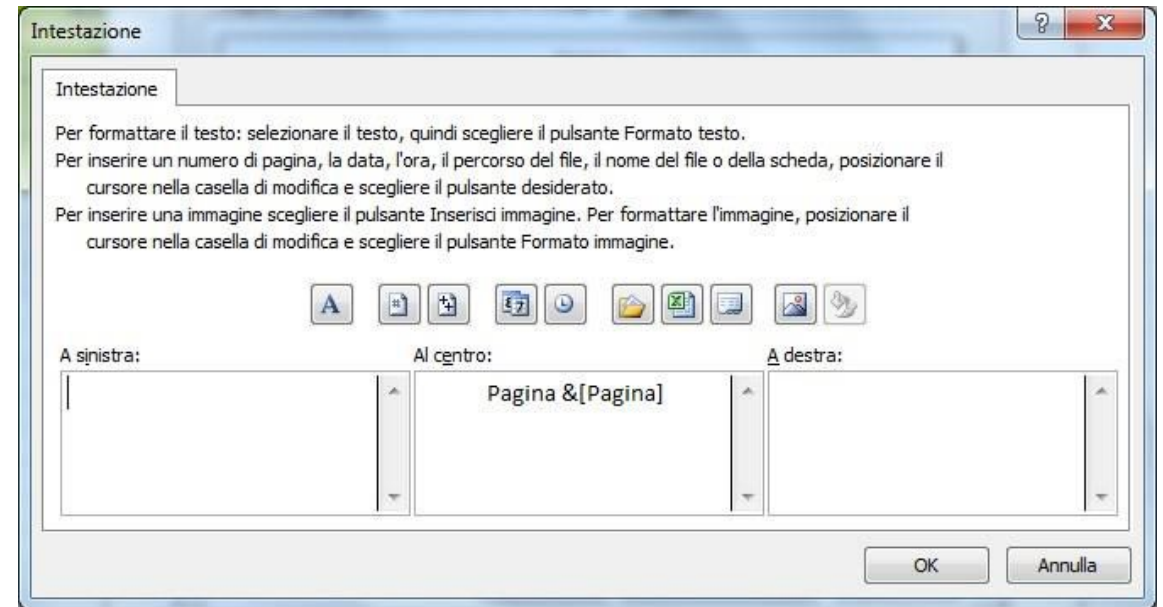 Intestazione
Intestazione
Per formattare il testo: selezionare il testo, quindi scegliere il pulsante Formato testo.
Per inserire un numero di pagina, la data, l'ora, il percorso del file, il nome del file o della scheda, posizionare il
cursore nella casella di modifica e scegliere il pulsante desiderato.
Per inserire una immagine scegliere il pulsante Inserisci immagine. Per formattare l'immagine, posizionare il
cursore nella casella di modifica e scegliere il pulsante Formato immagine.
A sinistra: Al centro: A destra:
Pagina &[Pagina]
OK Annulla